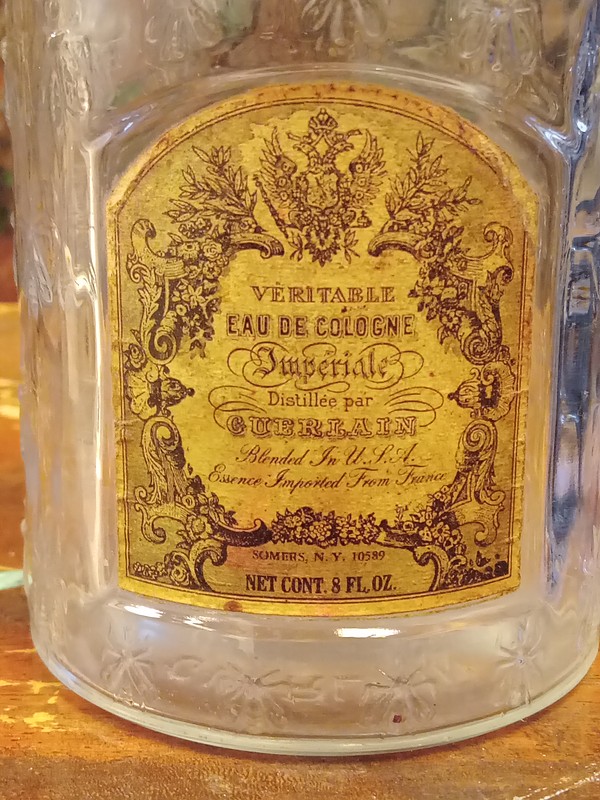 VÉRITABLE
EAU DE COLOGNE
Impériale
Distillée par
GUERLAIN
Blended In U.S.A.
Essence Imported From France
SOMERS, N.Y. 10589
NET CONT. 8 FL. OZ.